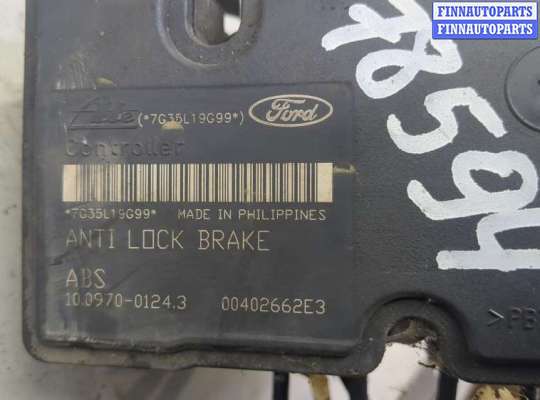 FINNAUTOPARTS
FINNAUTOPARTS
78594
Ate (*7G35L19G99*) Ford
Controller
*7G35L19G99* MADE IN PHILIPPINES
ANTI LOCK BRAKE
ABS
10.0970-0124.3 00402662E3
>PB